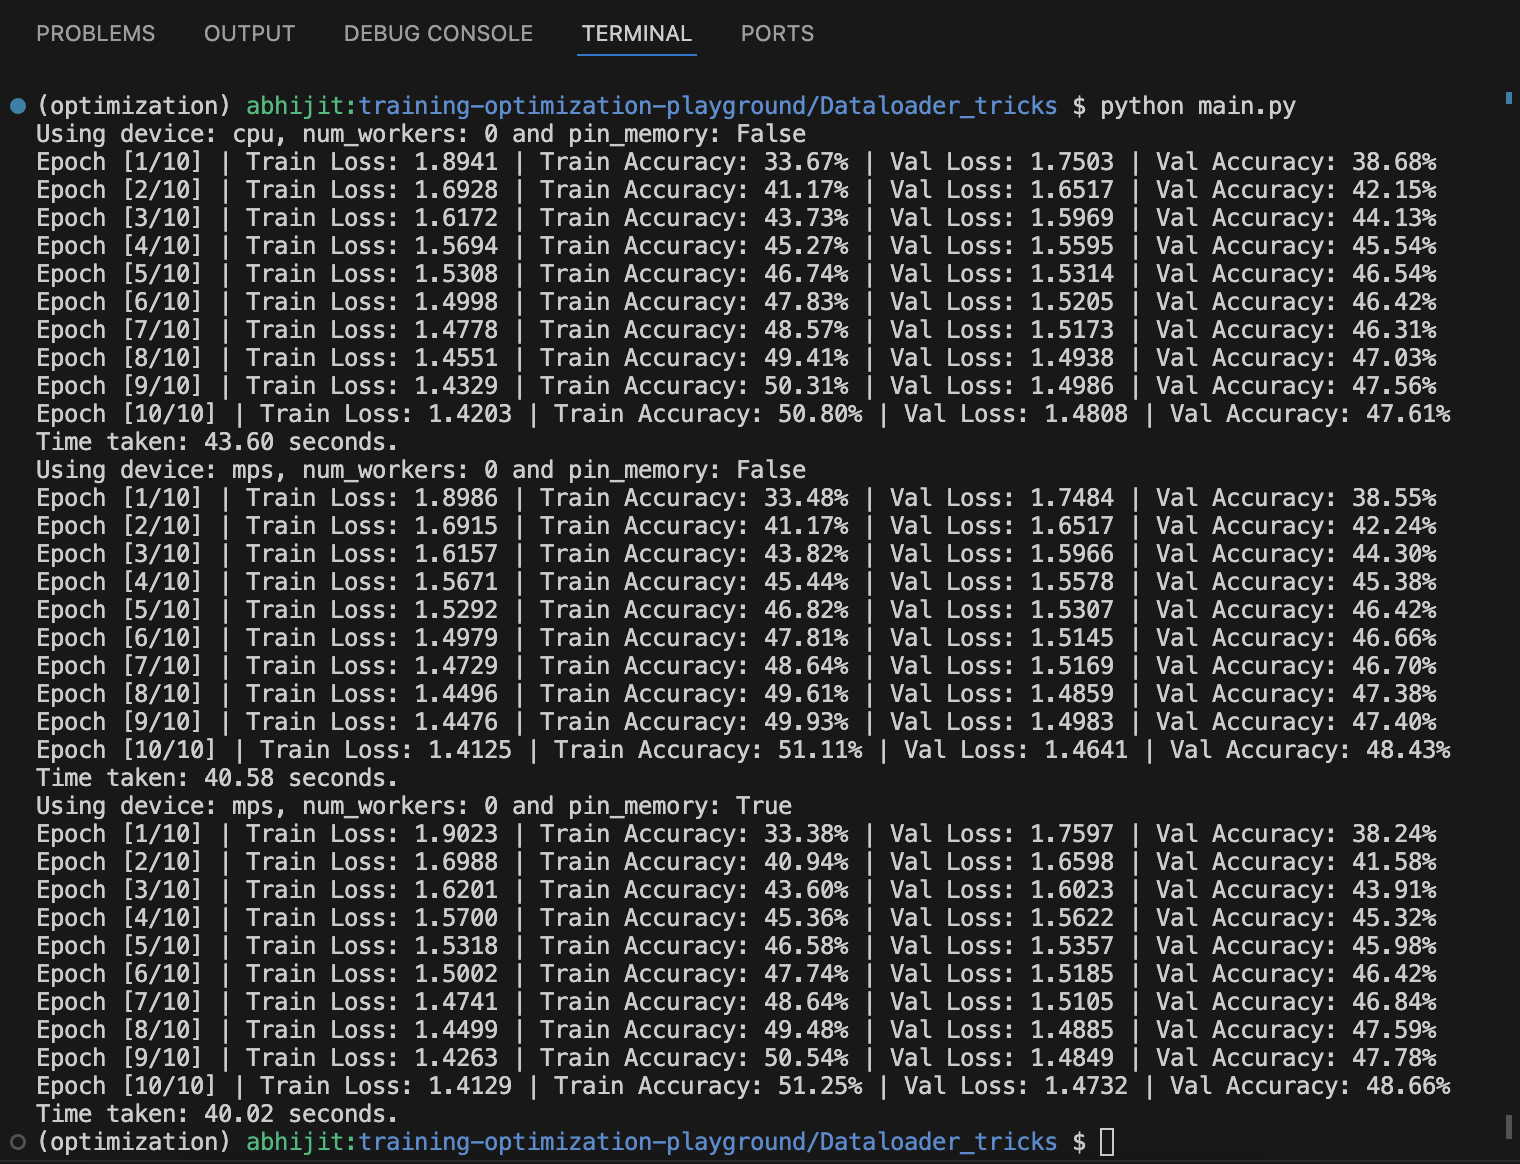 PROBLEMS OUTPUT DEBUG CONSOLE TERMINAL PORTS
(optimization) abhijit:training-optimization-playground/Dataloader_tricks $ python main.py
Using device: cpu, num_workers: 0 and pin_memory: False
Epoch [1/10] | Train Loss: 1.8941 | Train Accuracy: 33.67% | Val Loss: 1.7503 | Val Accuracy: 38.68%
Epoch [2/10] | Train Loss: 1.6928 | Train Accuracy: 41.17% | Val Loss: 1.6517 | Val Accuracy: 42.15%
Epoch [3/10] | Train Loss: 1.6172 | Train Accuracy: 43.73% | Val Loss: 1.5969 | Val Accuracy: 44.13%
Epoch [4/10] | Train Loss: 1.5694 | Train Accuracy: 45.27% | Val Loss: 1.5595 | Val Accuracy: 45.54%
Epoch [5/10] | Train Loss: 1.5308 | Train Accuracy: 46.74% | Val Loss: 1.5314 | Val Accuracy: 46.54%
Epoch [6/10] | Train Loss: 1.4998 | Train Accuracy: 47.83% | Val Loss: 1.5205 | Val Accuracy: 46.42%
Epoch [7/10] | Train Loss: 1.4778 | Train Accuracy: 48.57% | Val Loss: 1.5173 | Val Accuracy: 46.31%
Epoch [8/10] | Train Loss: 1.4551 | Train Accuracy: 49.41% | Val Loss: 1.4938 | Val Accuracy: 47.03%
Epoch [9/10] | Train Loss: 1.4329 | Train Accuracy: 50.31% | Val Loss: 1.4986 | Val Accuracy: 47.56%
Epoch [10/10] | Train Loss: 1.4203 | Train Accuracy: 50.80% | Val Loss: 1.4808 | Val Accuracy: 47.61%
Time taken: 43.60 seconds.
Using device: mps, num_workers: 0 and pin_memory: False
Epoch [1/10] | Train Loss: 1.8986 | Train Accuracy: 33.48% | Val Loss: 1.7484 | Val Accuracy: 38.55%
Epoch [2/10] | Train Loss: 1.6915 | Train Accuracy: 41.17% | Val Loss: 1.6517 | Val Accuracy: 42.24%
Epoch [3/10] | Train Loss: 1.6157 | Train Accuracy: 43.82% | Val Loss: 1.5966 | Val Accuracy: 44.30%
Epoch [4/10] | Train Loss: 1.5671 | Train Accuracy: 45.44% | Val Loss: 1.5578 | Val Accuracy: 45.38%
Epoch [5/10] | Train Loss: 1.5292 | Train Accuracy: 46.82% | Val Loss: 1.5307 | Val Accuracy: 46.42%
Epoch [6/10] | Train Loss: 1.4979 | Train Accuracy: 47.81% | Val Loss: 1.5145 | Val Accuracy: 46.66%
Epoch [7/10] | Train Loss: 1.4729 | Train Accuracy: 48.64% | Val Loss: 1.5169 | Val Accuracy: 46.70%
Epoch [8/10] | Train Loss: 1.4496 | Train Accuracy: 49.61% | Val Loss: 1.4859 | Val Accuracy: 47.38%
Epoch [9/10] | Train Loss: 1.4476 | Train Accuracy: 49.93% | Val Loss: 1.4983 | Val Accuracy: 47.40%
Epoch [10/10] | Train Loss: 1.4125 | Train Accuracy: 51.11% | Val Loss: 1.4641 | Val Accuracy: 48.43%
Time taken: 40.58 seconds.
Using device: mps, num_workers: 0 and pin_memory: True
Epoch [1/10] | Train Loss: 1.9023 | Train Accuracy: 33.38% | Val Loss: 1.7597 | Val Accuracy: 38.24%
Epoch [2/10] | Train Loss: 1.6988 | Train Accuracy: 40.94% | Val Loss: 1.6598 | Val Accuracy: 41.58%
Epoch [3/10] | Train Loss: 1.6201 | Train Accuracy: 43.60% | Val Loss: 1.6023 | Val Accuracy: 43.91%
Epoch [4/10] | Train Loss: 1.5700 | Train Accuracy: 45.36% | Val Loss: 1.5622 | Val Accuracy: 45.32%
Epoch [5/10] | Train Loss: 1.5318 | Train Accuracy: 46.58% | Val Loss: 1.5357 | Val Accuracy: 45.98%
Epoch [6/10] | Train Loss: 1.5002 | Train Accuracy: 47.74% | Val Loss: 1.5185 | Val Accuracy: 46.42%
Epoch [7/10] | Train Loss: 1.4741 | Train Accuracy: 48.64% | Val Loss: 1.5105 | Val Accuracy: 46.84%
Epoch [8/10] | Train Loss: 1.4499 | Train Accuracy: 49.48% | Val Loss: 1.4885 | Val Accuracy: 47.59%
Epoch [9/10] | Train Loss: 1.4263 | Train Accuracy: 50.54% | Val Loss: 1.4849 | Val Accuracy: 47.78%
Epoch [10/10] | Train Loss: 1.4129 | Train Accuracy: 51.25% | Val Loss: 1.4732 | Val Accuracy: 48.66%
Time taken: 40.02 seconds.
(optimization) abhijit:training-optimization-playground/Dataloader_tricks $